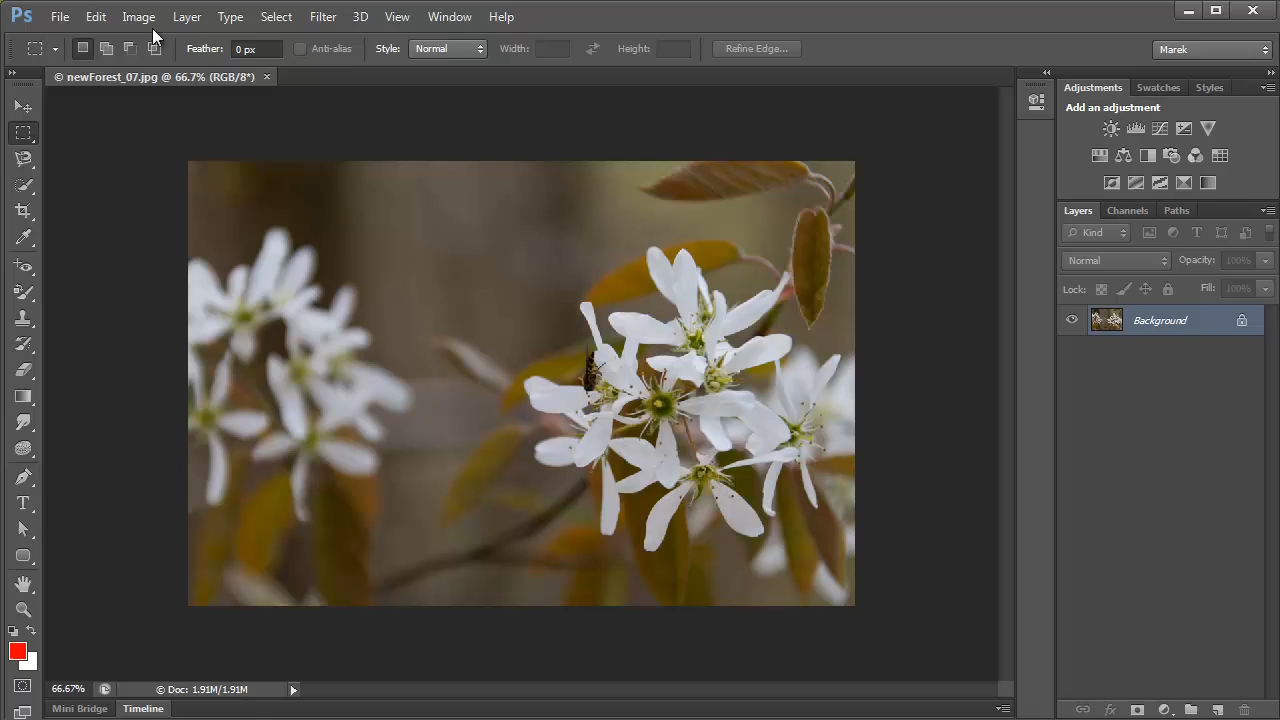 Ps File Edit Image Layer Type Select Filter 3D View Window Help
Feather: 0 px Anti-alias Style: Normal Width: Height: Refine Edge... Marek
© newForest_07.jpg @ 66.7% (RGB/8*) ×
Adjustments Swatches Styles
Add an adjustment
Layers Channels Paths
Kind T
Normal Opacity: 100%
Lock: Fill: 100%
Background
T
66.67% © Doc: 1.91M/1.91M
Mini Bridge Timeline